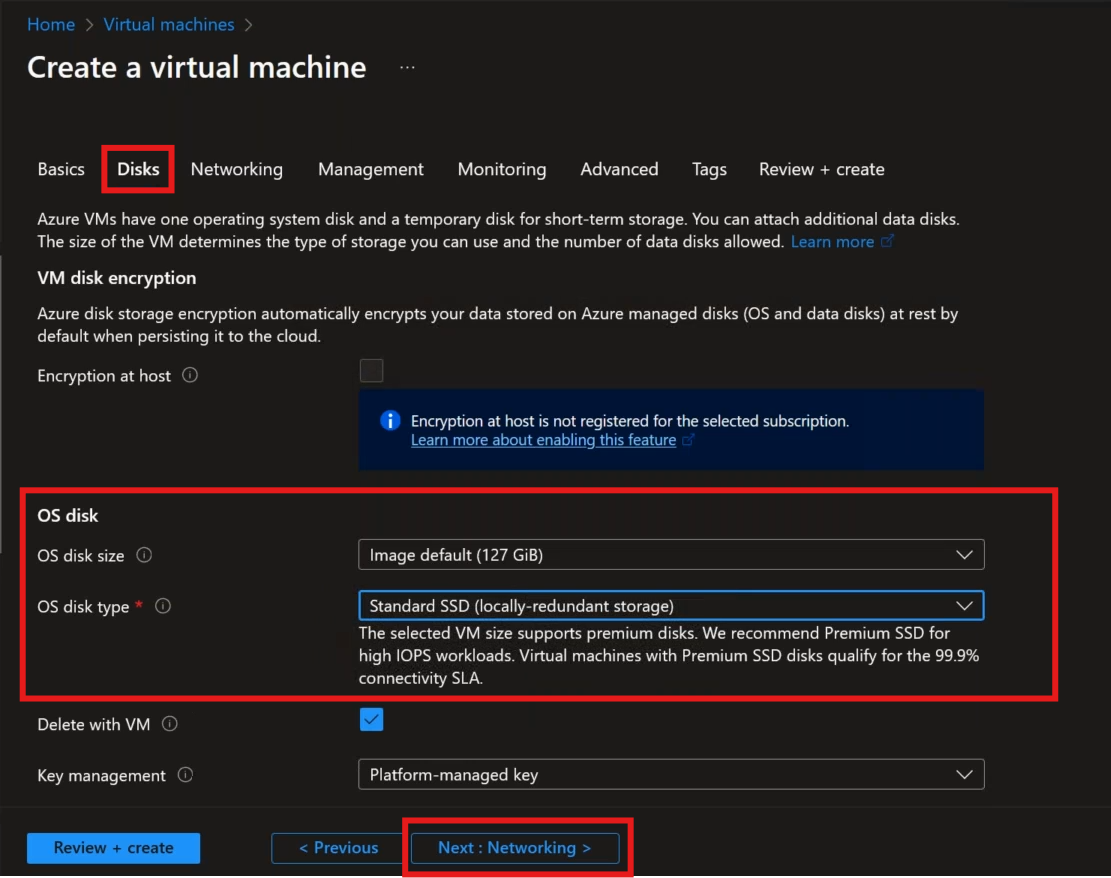 Home > Virtual machines >
Create a virtual machine ...
Basics Disks Networking Management Monitoring Advanced Tags Review + create
Azure VMs have one operating system disk and a temporary disk for short-term storage. You can attach additional data disks.
The size of the VM determines the type of storage you can use and the number of data disks allowed. Learn more
VM disk encryption
Azure disk storage encryption automatically encrypts your data stored on Azure managed disks (OS and data disks) at rest by
default when persisting it to the cloud.
Encryption at host
Encryption at host is not registered for the selected subscription.
Learn more about enabling this feature
OS disk
OS disk size Image default (127 GiB)
OS disk type * Standard SSD (locally-redundant storage)
The selected VM size supports premium disks. We recommend Premium SSD for
high IOPS workloads. Virtual machines with Premium SSD disks qualify for the 99.9%
connectivity SLA.
Delete with VM
Key management Platform-managed key
Review + create < Previous Next : Networking >